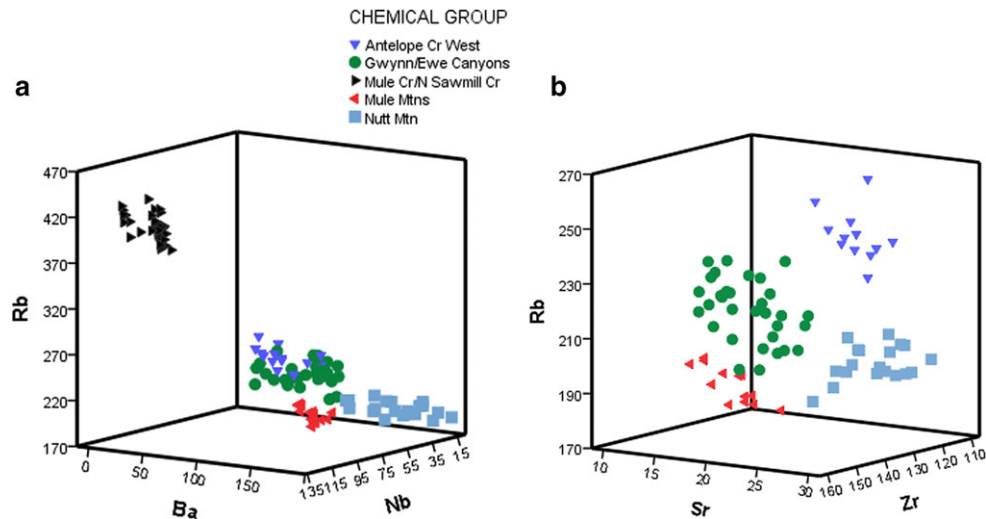 CHEMICAL GROUP
Antelope Cr West
Gwynn/Ewe Canyons
Mule Cr/N Sawmill Cr
Mule Mtns
Nutt Mtn
a
470
420
370
320
270
220
170
Rb
0
50
100
150
Ba
135
115
95
75
55
35
15
Nb
b
270
250
230
210
190
170
Rb
10
15
20
25
30
Sr
160
150
140
130
120
110
Zr